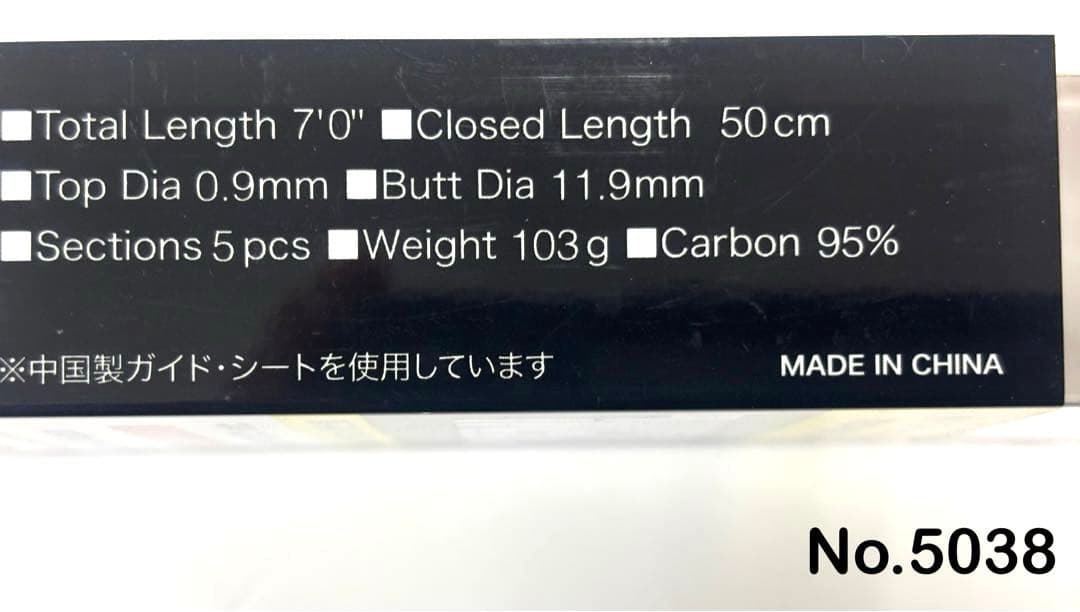 ■Total Length 7'0" ■Closed Length 50cm
■Top Dia 0.9mm ■Butt Dia 11.9mm
■Sections 5pcs ■Weight 103g ■Carbon 95%
※中国製ガイド・シートを使用しています MADE IN CHINA
No.5038